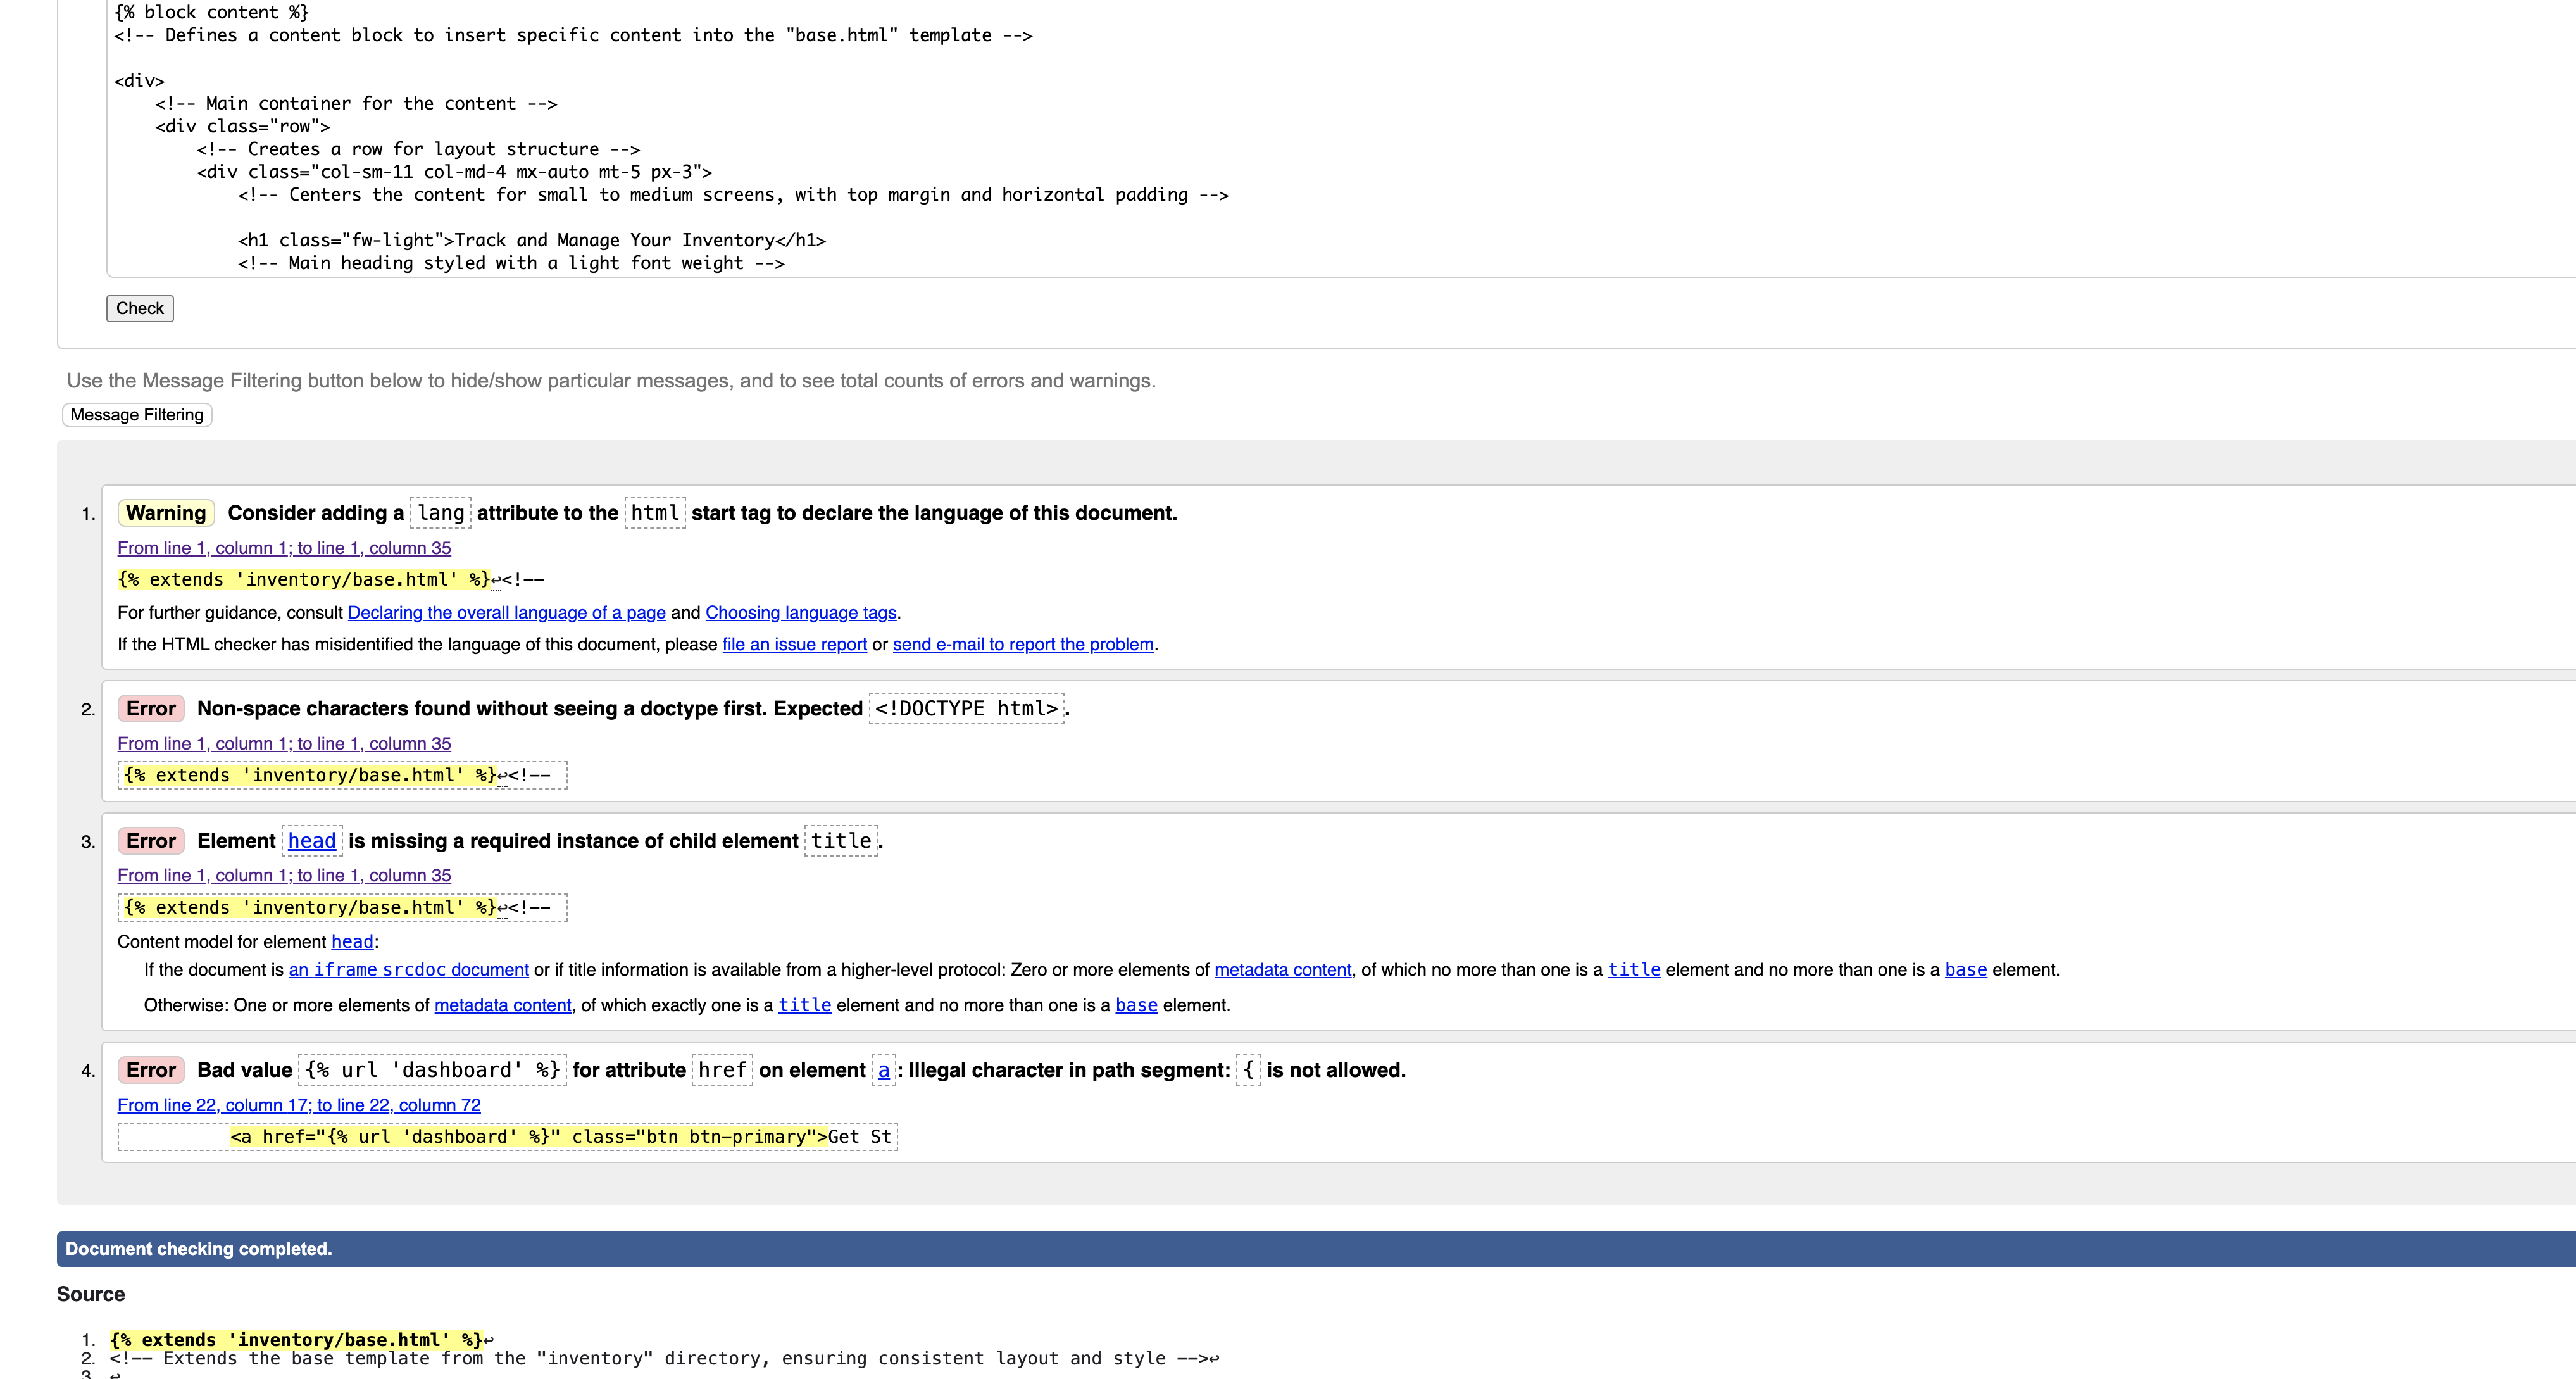 {% block content %}
<!-- Defines a content block to insert specific content into the "base.html" template -->
<div>
<!-- Main container for the content -->
<div class="row">
<!-- Creates a row for layout structure -->
<div class="col-sm-11 col-md-4 mx-auto mt-5 px-3">
<!-- Centers the content for small to medium screens, with top margin and horizontal padding -->
<h1 class="fw-light">Track and Manage Your Inventory</h1>
<!-- Main heading styled with a light font weight -->
Check
Use the Message Filtering button below to hide/show particular messages, and to see total counts of errors and warnings.
Message Filtering
1. Warning Consider adding a lang attribute to the html start tag to declare the language of this document.
From line 1, column 1; to line 1, column 35
{% extends 'inventory/base.html' %}↩<!--
For further guidance, consult Declaring the overall language of a page and Choosing language tags.
If the HTML checker has misidentified the language of this document, please file an issue report or send e-mail to report the problem.
2. Error Non-space characters found without seeing a doctype first. Expected <!DOCTYPE html>.
From line 1, column 1; to line 1, column 35
{% extends 'inventory/base.html' %}↩<!--
3. Error Element head is missing a required instance of child element title.
From line 1, column 1; to line 1, column 35
{% extends 'inventory/base.html' %}↩<!--
Content model for element head:
If the document is an iframe srcdoc document or if title information is available from a higher-level protocol: Zero or more elements of metadata content, of which no more than one is a title element and no more than one is a base element.
Otherwise: One or more elements of metadata content, of which exactly one is a title element and no more than one is a base element.
4. Error Bad value {% url 'dashboard' %} for attribute href on element a: Illegal character in path segment: { is not allowed.
From line 22, column 17; to line 22, column 72
<a href="{% url 'dashboard' %}" class="btn btn-primary">Get St
Document checking completed.
Source
1. {% extends 'inventory/base.html' %}↩
2. <!-- Extends the base template from the "inventory" directory, ensuring consistent layout and style -->↩
3. ↩